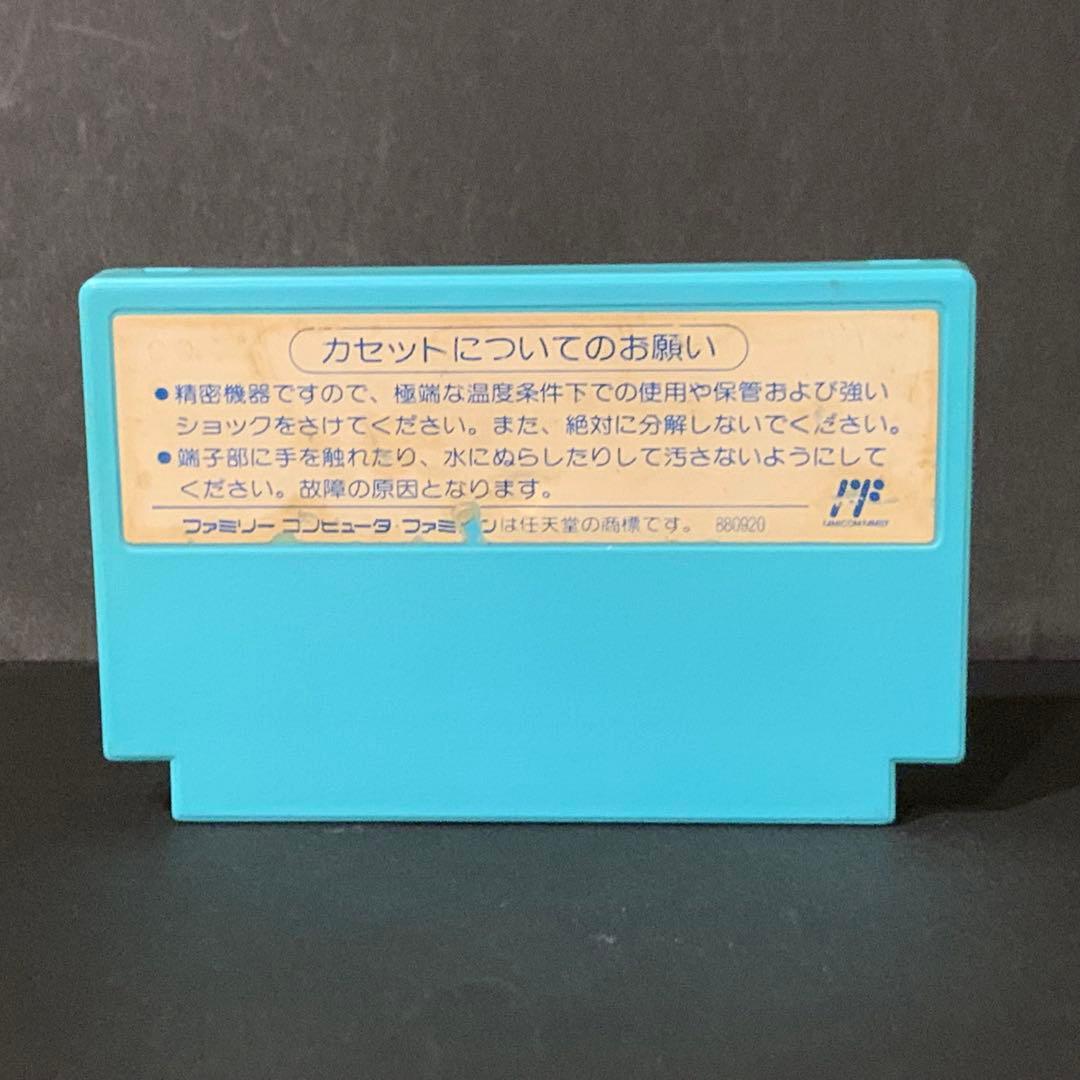 カセットについてのお願い
●精密機器ですので、極端な温度条件下での使用や保管および強い
ショックをさけてください。また、絶対に分解しないでください。
●端子部に手を触れたり、水にぬらしたりして汚さないようにして
ください。故障の原因となります。
ファミリー コンピュータ・ファミコンは任天堂の商標です。 880920
FAMICOM FAMILY